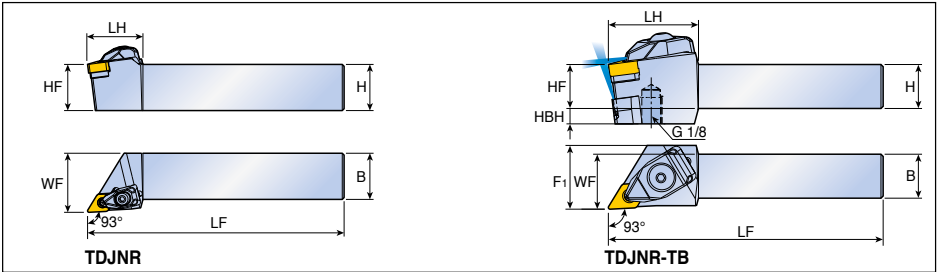 LH
HF
H
WF
B
93°
LF
TDJNR
LH
HF
H
HBH
G 1/8
F1
WF
B
93°
LF
TDJNR-TB